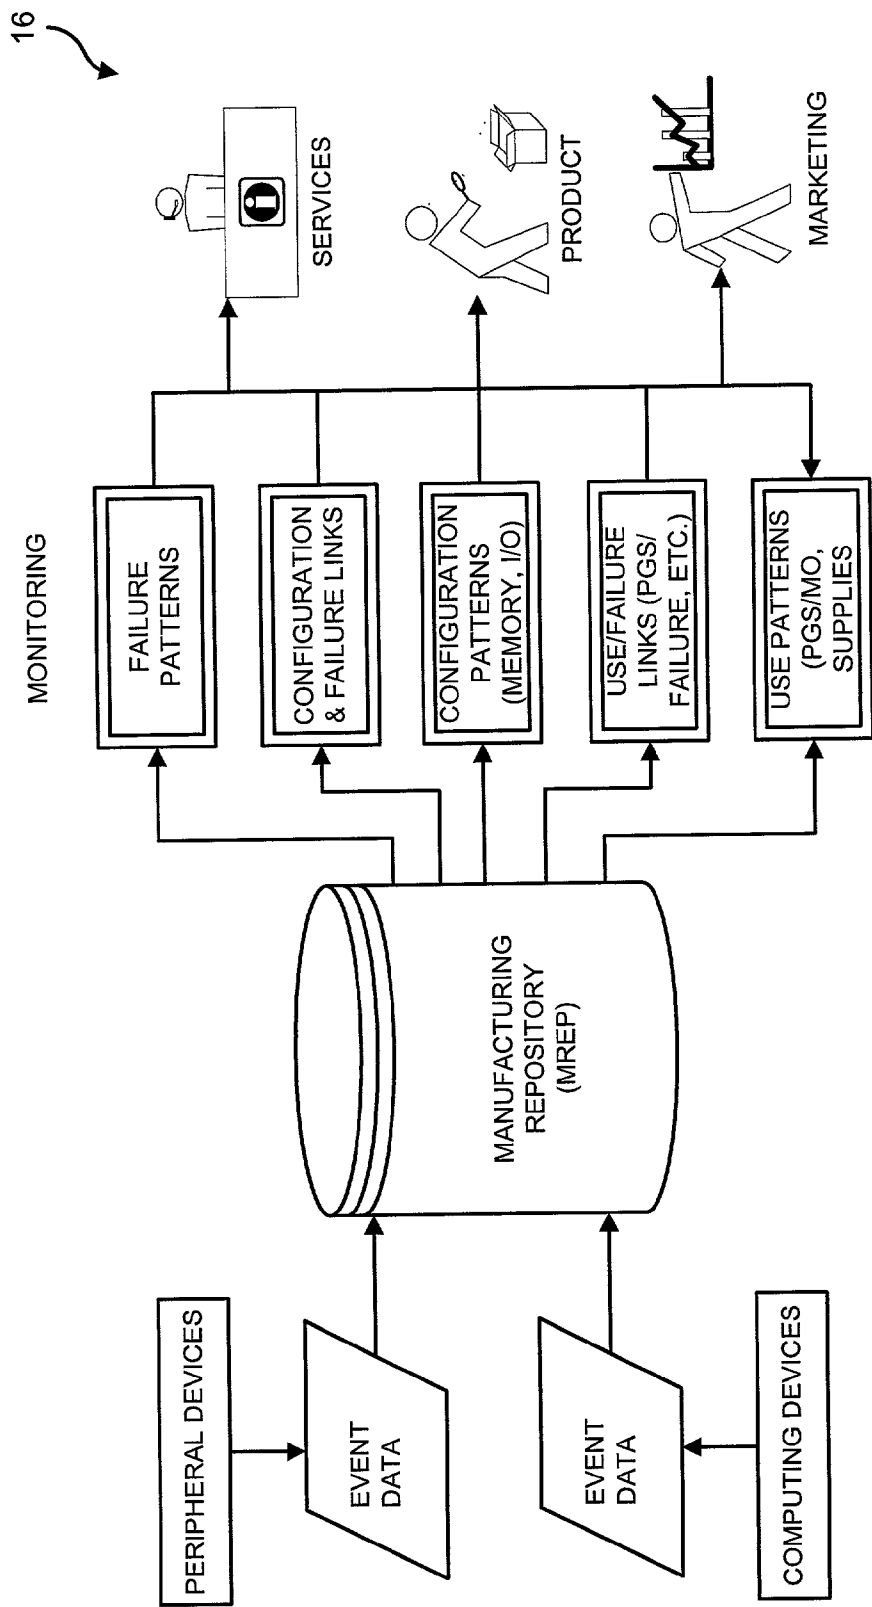 16
MONITORING
PERIPHERAL DEVICES
EVENT
DATA
EVENT
DATA
COMPUTING DEVICES
MANUFACTURING
REPOSITORY
(MREP)
FAILURE
PATTERNS
CONFIGURATION
& FAILURE LINKS
CONFIGURATION
PATTERNS
(MEMORY, I/O)
USE/FAILURE
LINKS (PGS/
FAILURE, ETC.)
USE PATTERNS
(PGS/MO,
SUPPLIES
SERVICES
i
PRODUCT
MARKETING